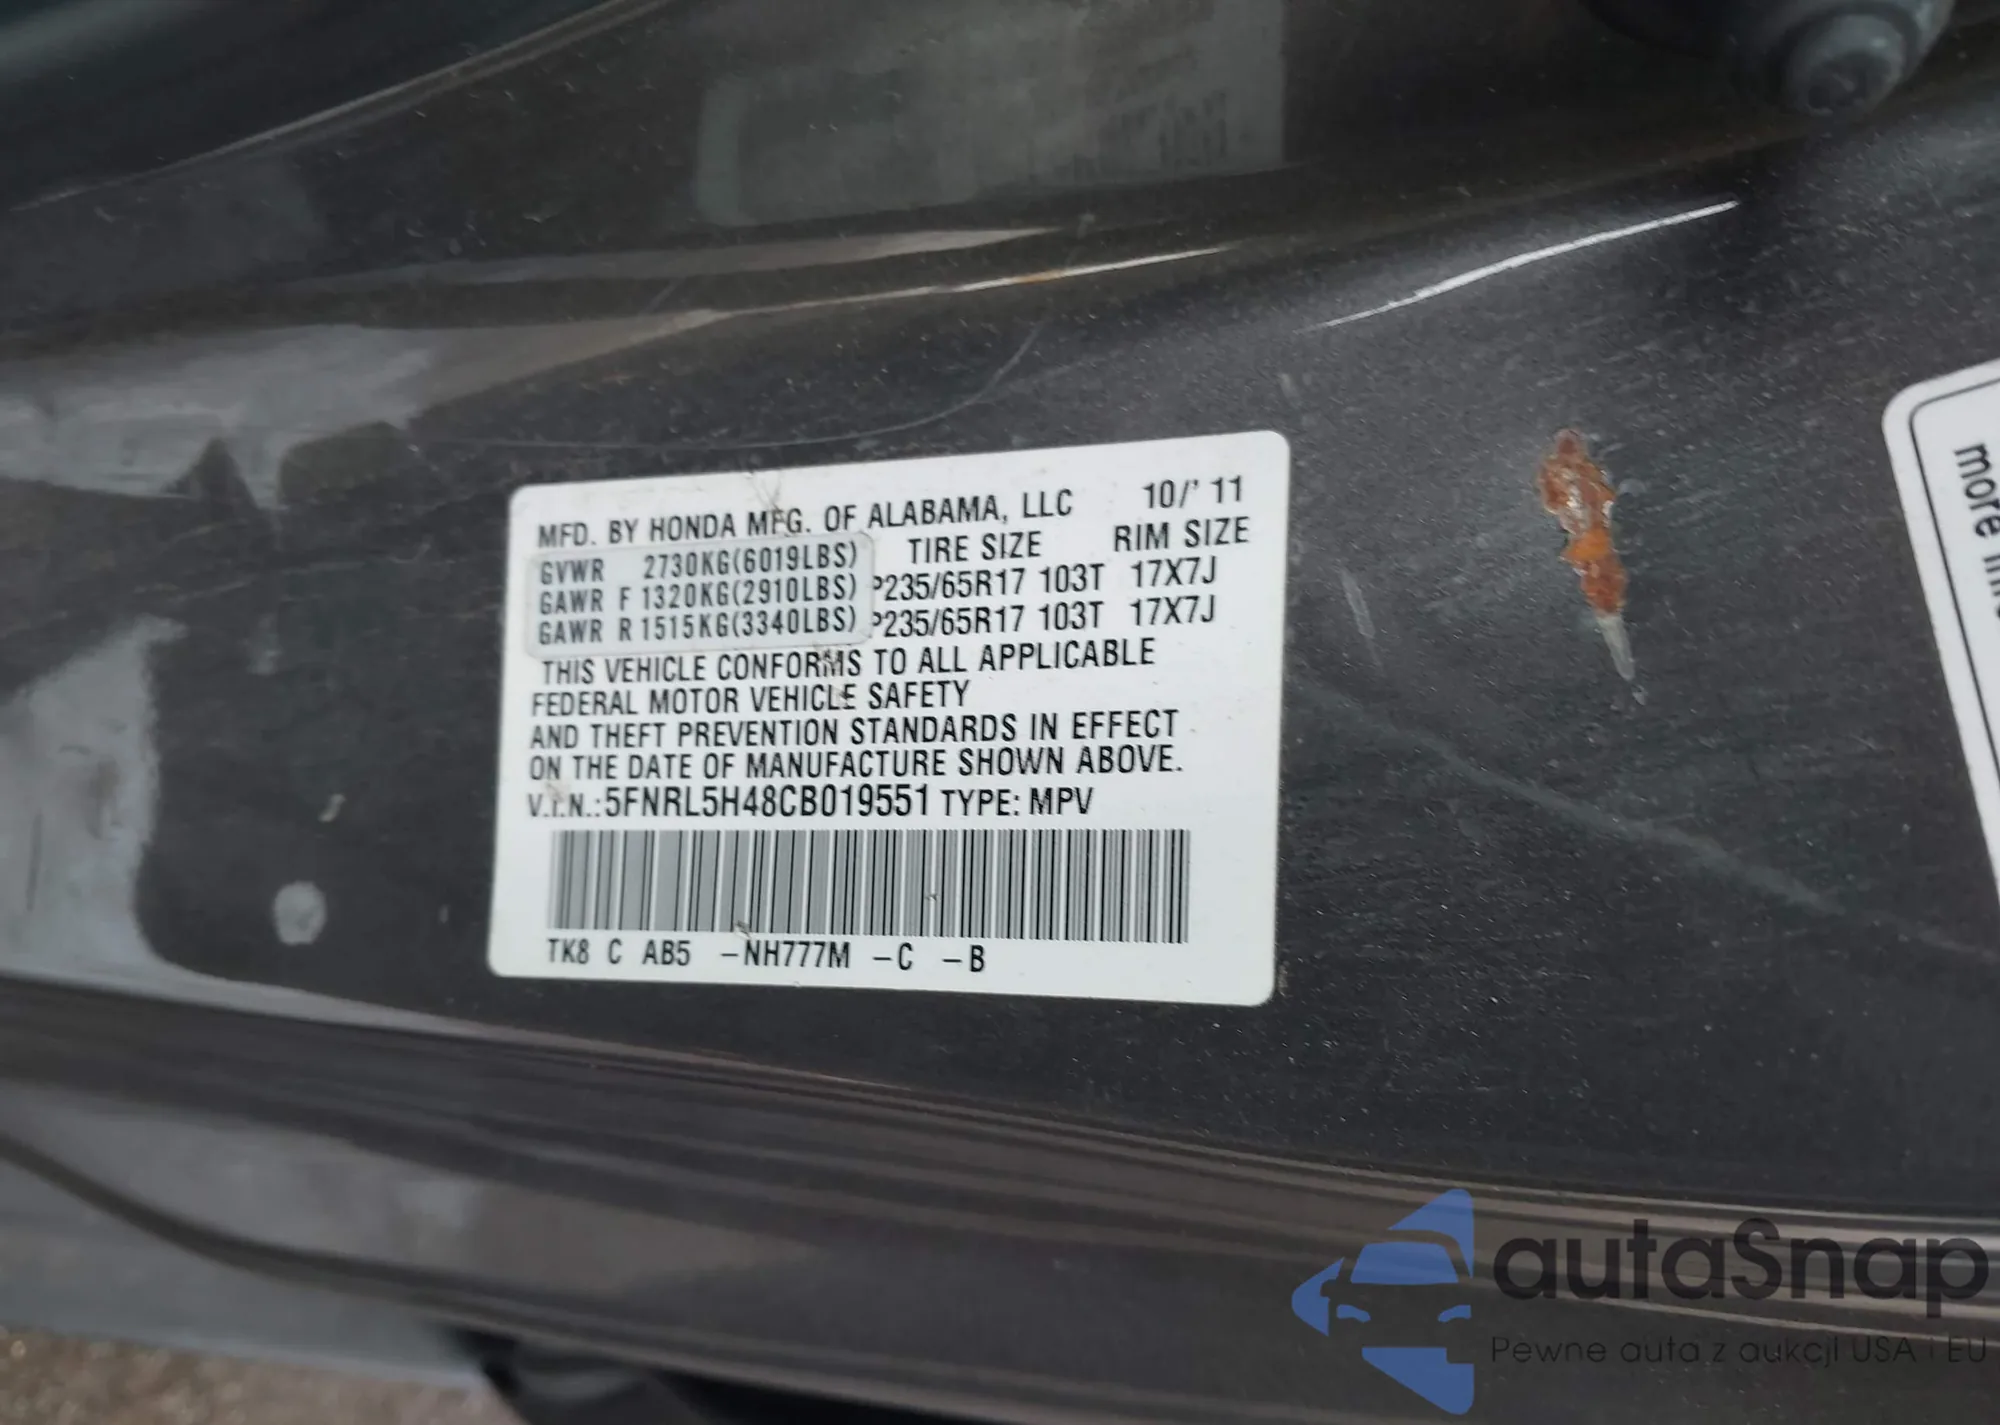 MFD. BY HONDA MFG. OF ALABAMA, LLC 10/' 11
GVWR 2730KG(6019LBS) TIRE SIZE RIM SIZE
GAWR F 1320KG(2910LBS) P235/65R17 103T 17X7J
GAWR R 1515KG(3340LBS) P235/65R17 103T 17X7J
THIS VEHICLE CONFORMS TO ALL APPLICABLE
FEDERAL MOTOR VEHICLE SAFETY
AND THEFT PREVENTION STANDARDS IN EFFECT
ON THE DATE OF MANUFACTURE SHOWN ABOVE.
V.I.N.: 5FNRL5H48CB019551 TYPE: MPV
TK8 C AB5 -NH777M -C -B
more
autaSnap
Pewne auta z aukcji USA i EU